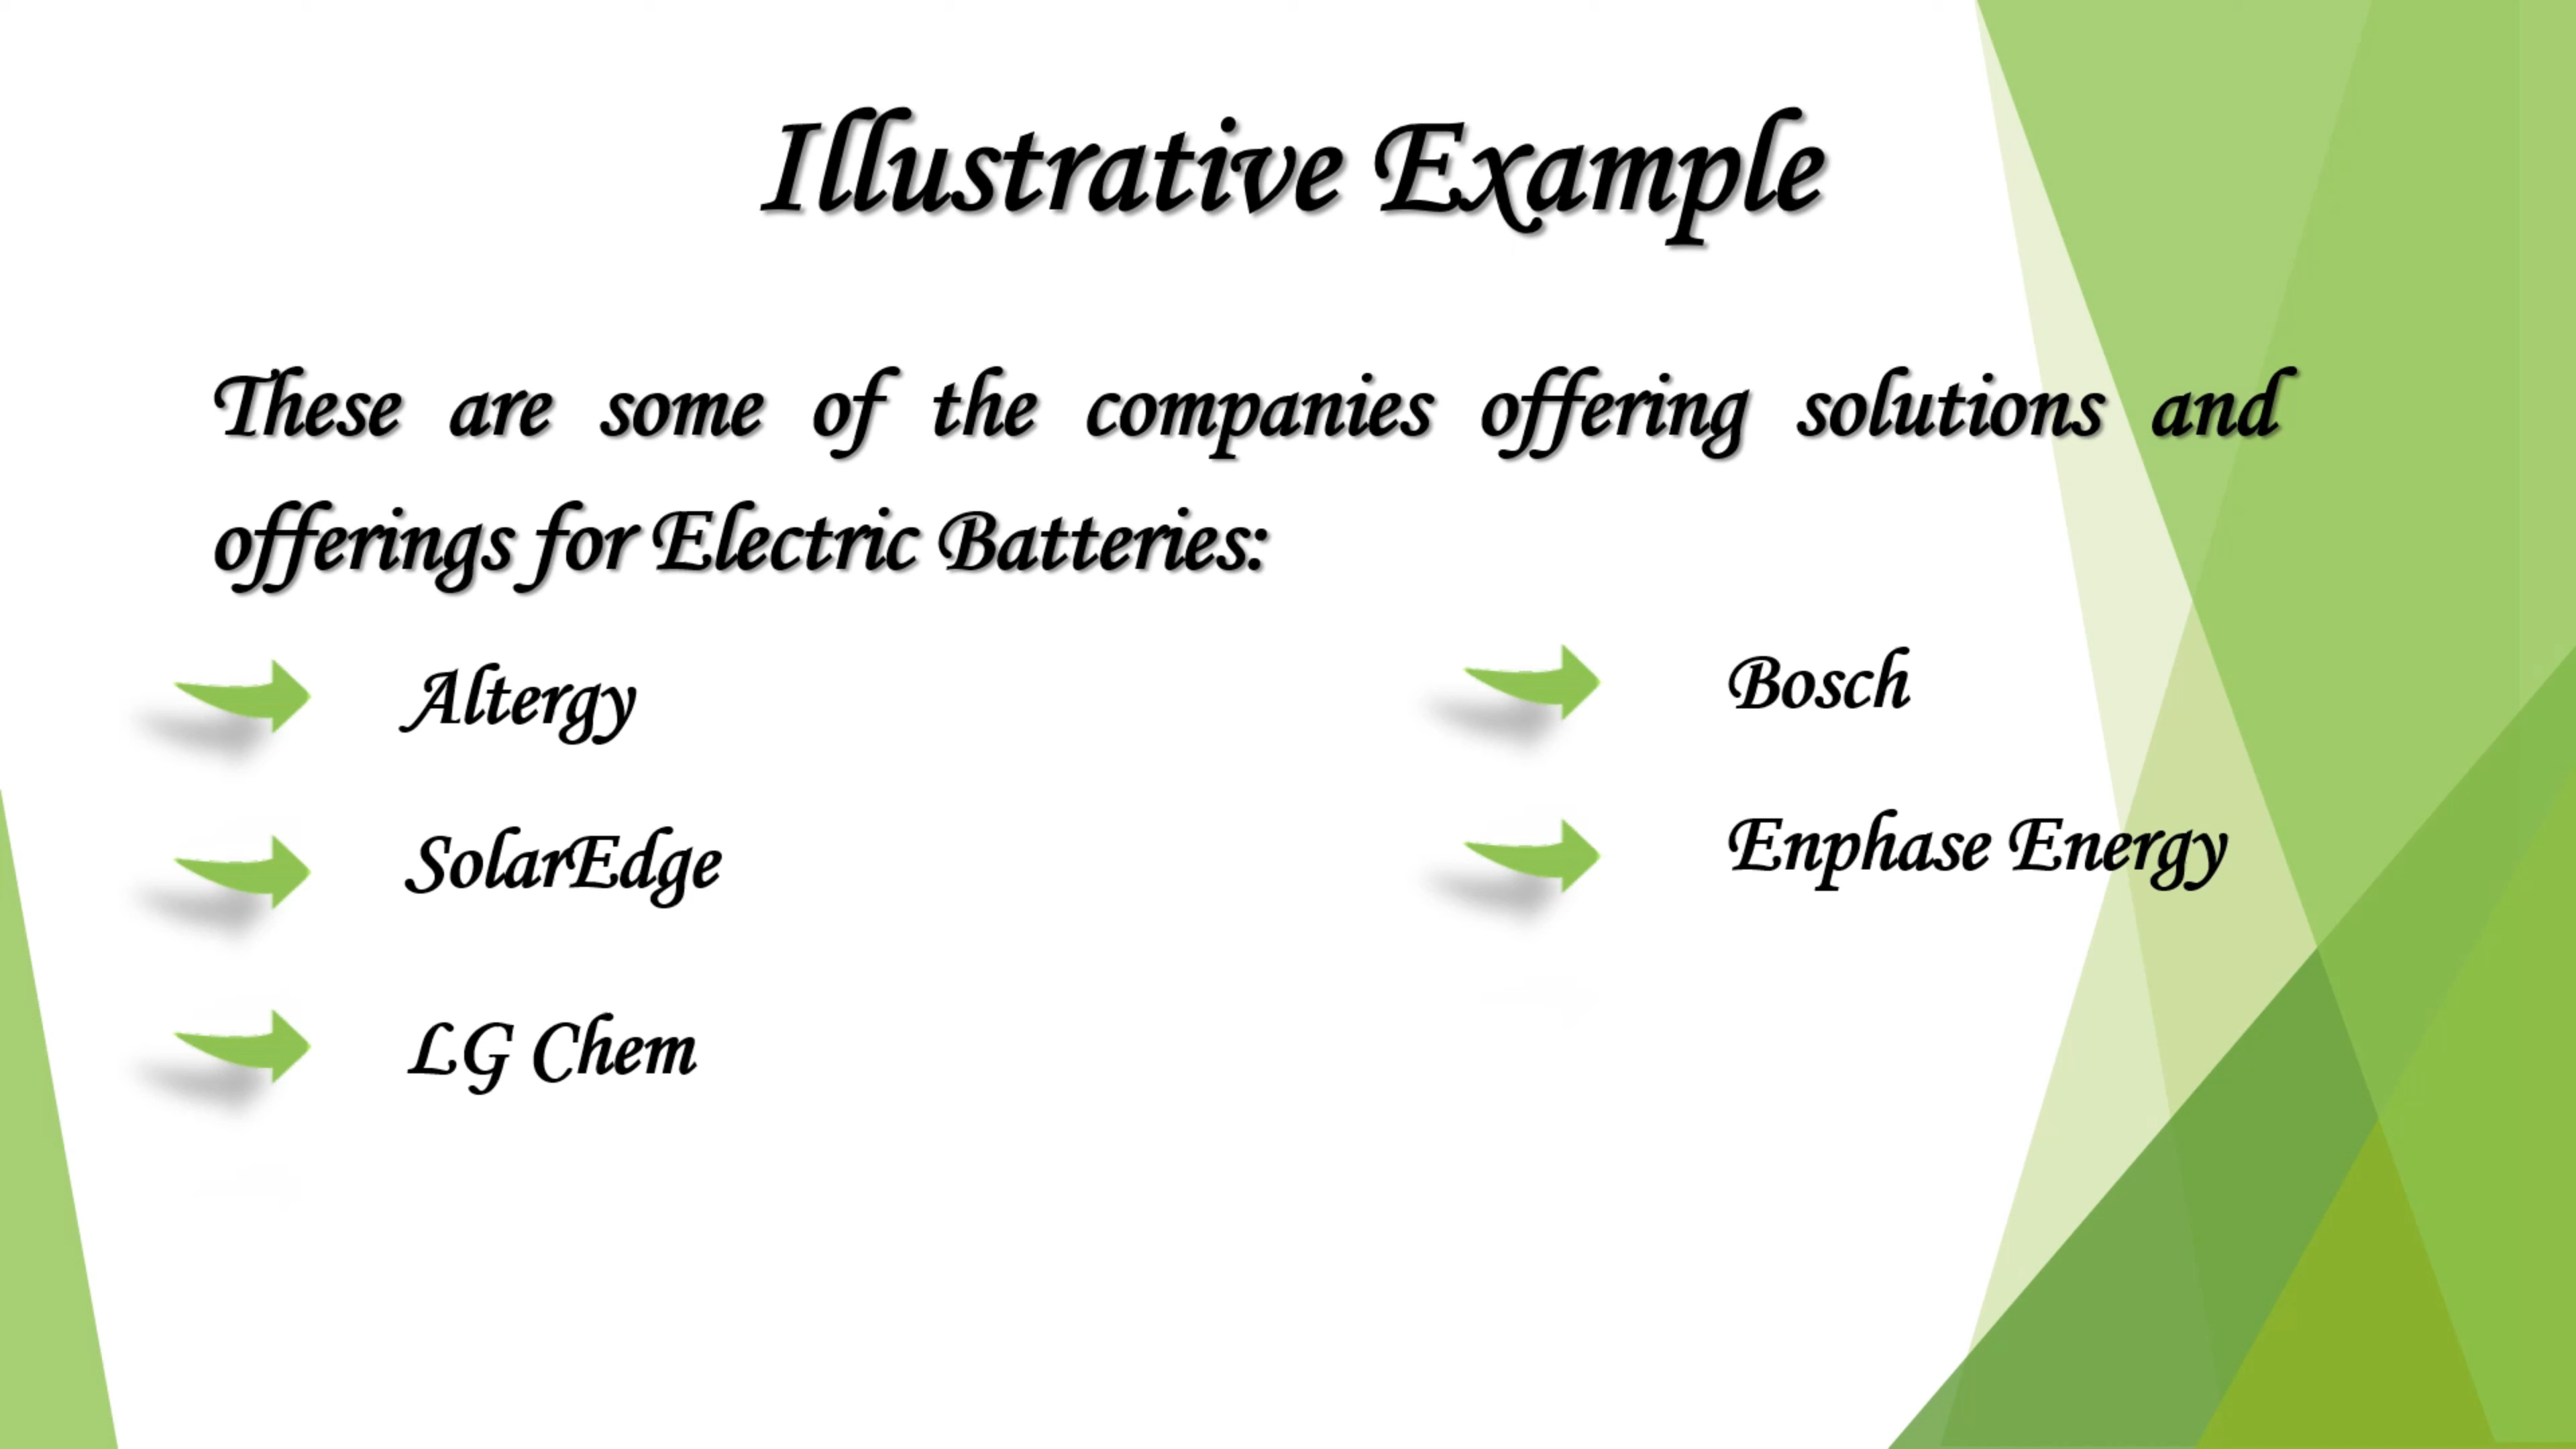 Illustrative Example
These are some of the companies offering solutions and
offerings for Electric Batteries:
Altergy
SolarEdge
LG Chem
Bosch
Enphase Energy